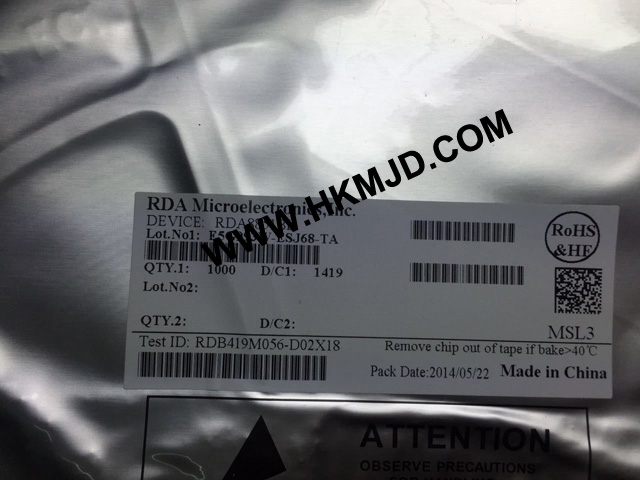 WWW.HKMJD.COM
RDA Microelectronics, Inc.
DEVICE:
Lot.No1:
QTY.1: 1000 D/C1: 1419
Lot.No2:
QTY.2: D/C2:
Test ID: RDB419M056-D02X18
RoHS
&HF
MSL3
Remove chip out of tape if bake>40℃
Pack Date:2014/05/22 Made in China
ATTENTION
OBSERVE PRECAUTIONS